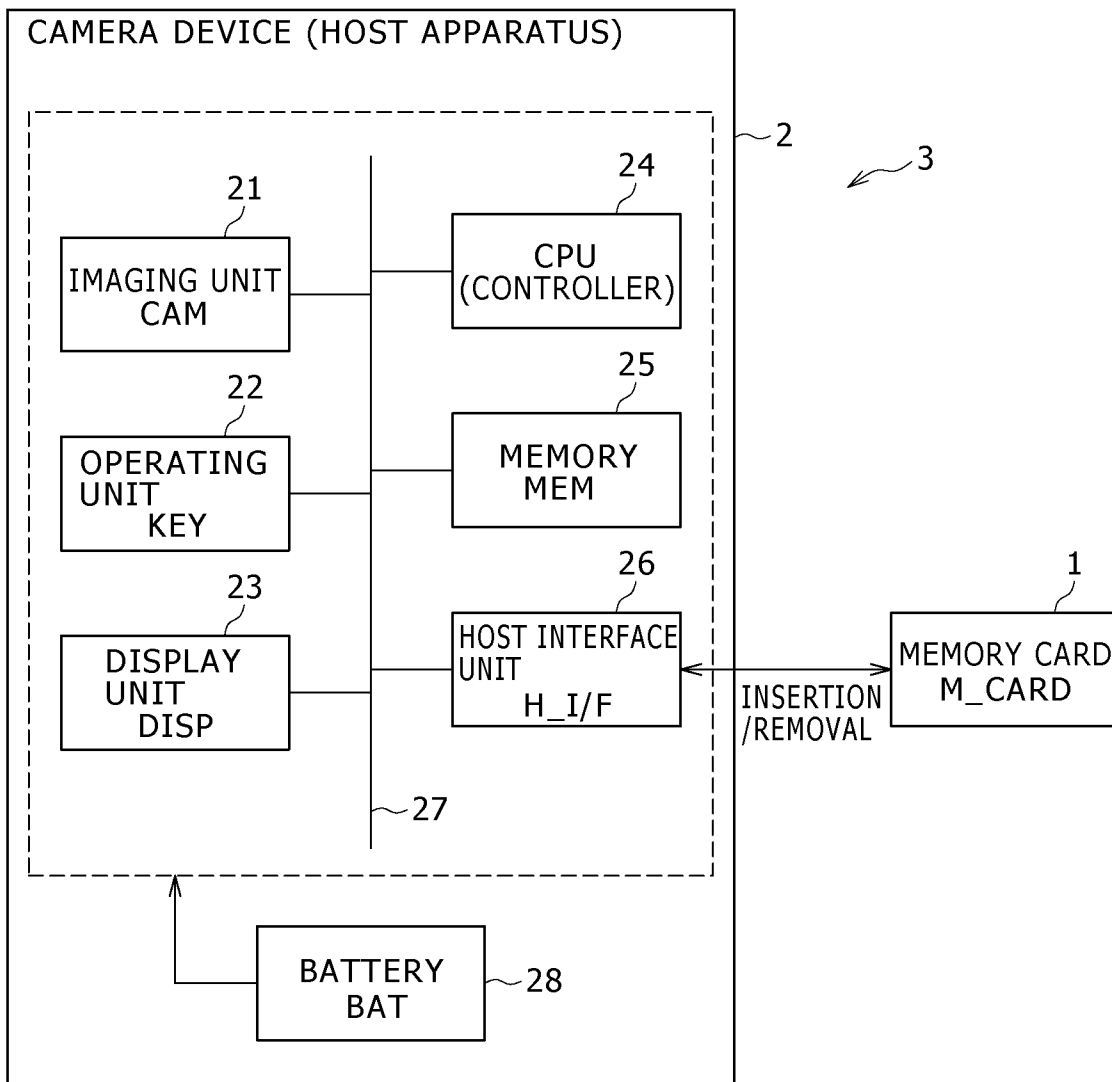 CAMERA DEVICE (HOST APPARATUS)
2
3
21
IMAGING UNIT
CAM
24
CPU
(CONTROLLER)
22
OPERATING
UNIT
KEY
25
MEMORY
MEM
23
DISPLAY
UNIT
DISP
26
HOST INTERFACE
UNIT
H_I/F
INSERTION
/REMOVAL
1
MEMORY CARD
M_CARD
27
BATTERY
BAT
28